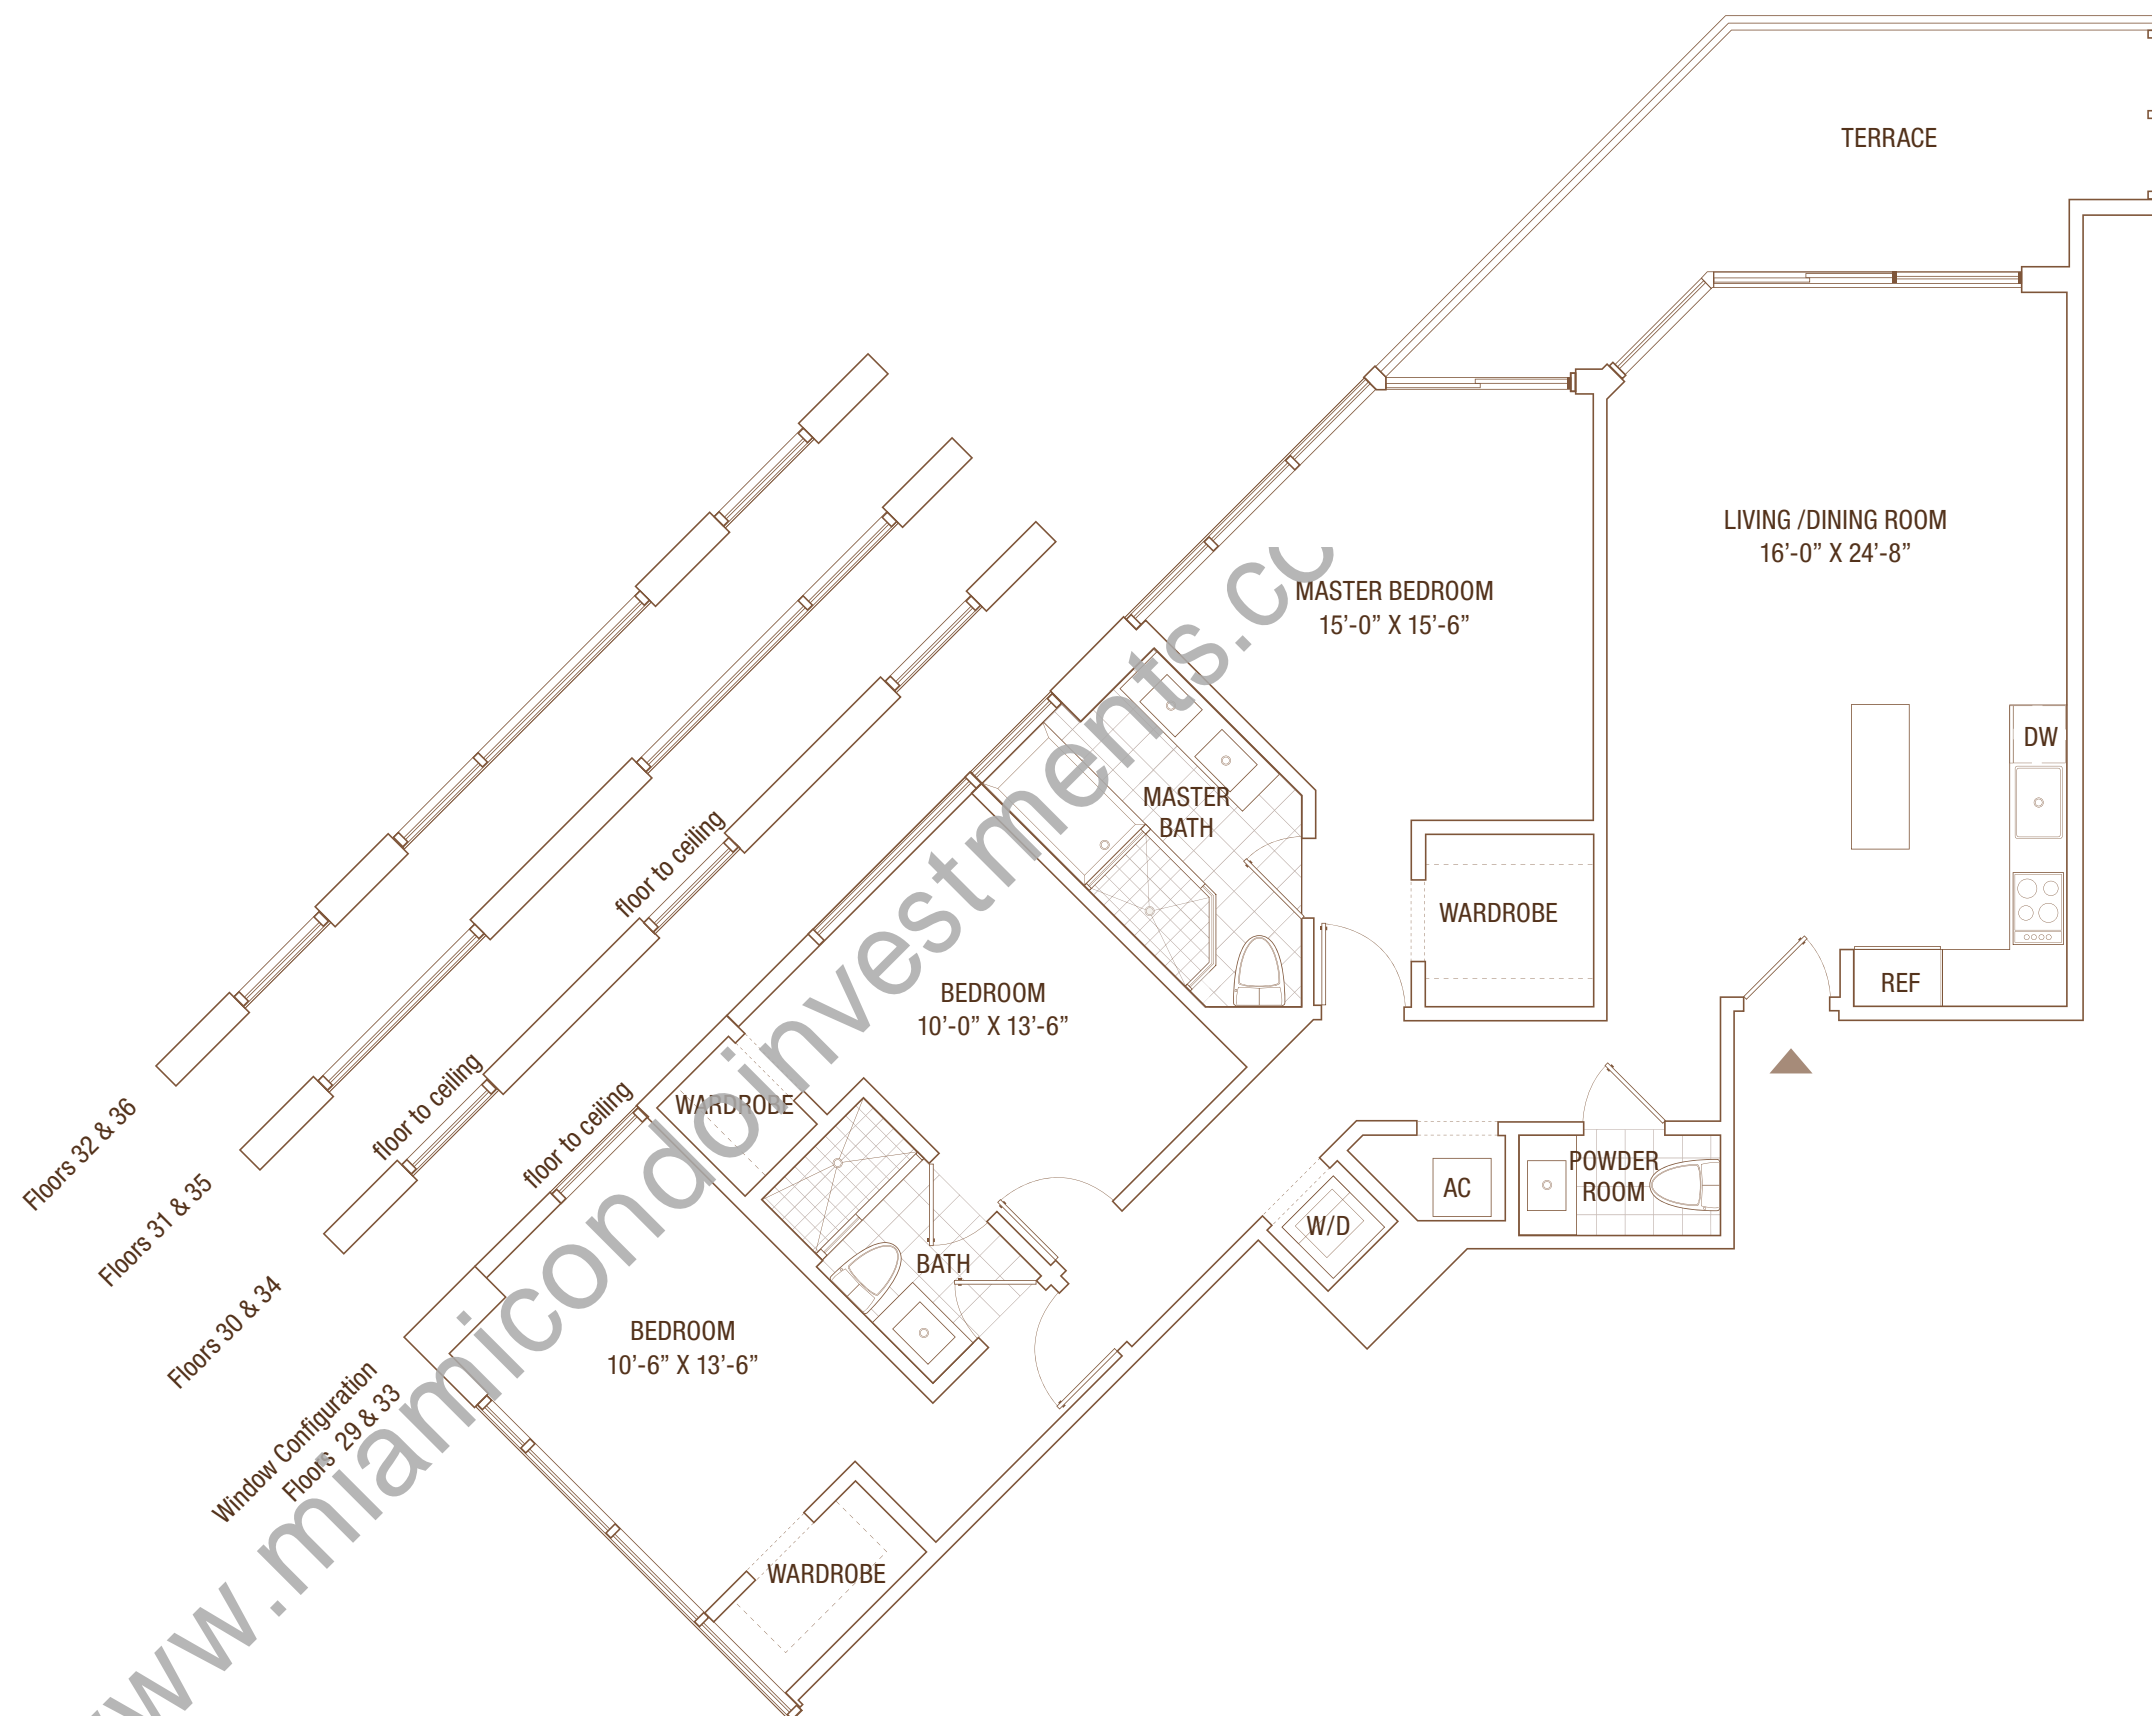 TERRACE
LIVING /DINING ROOM
16’-0” X 24’-8”
MASTER BEDROOM
15’-0” X 15’-6”
DW
MASTER
BATH
floor to ceiling
WARDROBE
REF
BEDROOM
10’-0” X 13’-6”
WARDROBE
floor to ceiling
floor to ceiling
POWDER
ROOM
AC
W/D
BATH
BEDROOM
10’-6” X 13’-6”
WARDROBE
Floors 32 & 36
Floors 31 & 35
Floors 30 & 34
Window Configuration
Floors 29 & 33
www.miamicondoinvestments.co